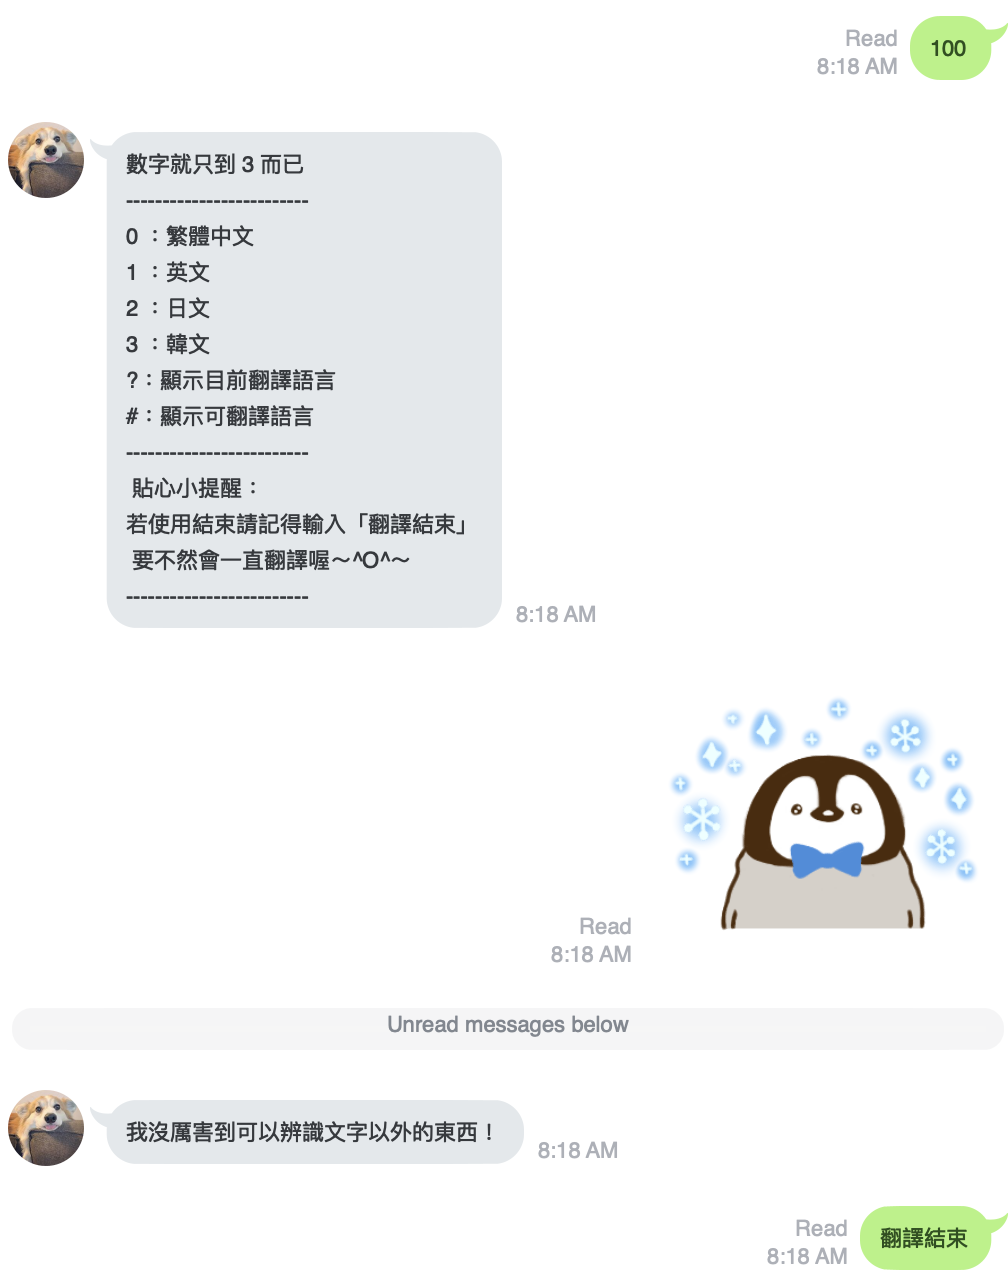 100
Read
8:18 AM
數字就只到 3 而已
-------------------------
0 ：繁體中文
1 ：英文
2 ：日文
3 ：韓文
?：顯示目前翻譯語言
#：顯示可翻譯語言
-------------------------
貼心小提醒：
若使用結束請記得輸入「翻譯結束」
要不然會一直翻譯喔～^O^～
-------------------------
8:18 AM
Read
8:18 AM
Unread messages below
我沒厲害到可以辨識文字以外的東西！
8:18 AM
Read
8:18 AM
翻譯結束